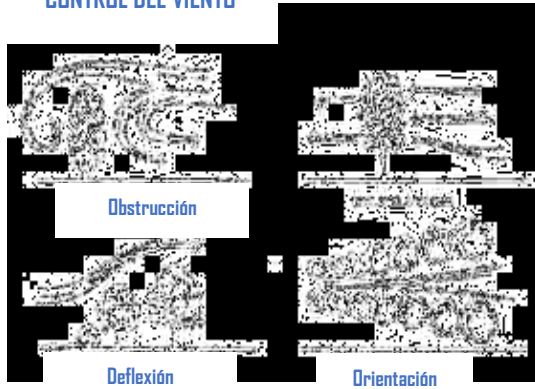 CONTROL DEL VIENTO
Obstrucción
Deflexión
Orientación